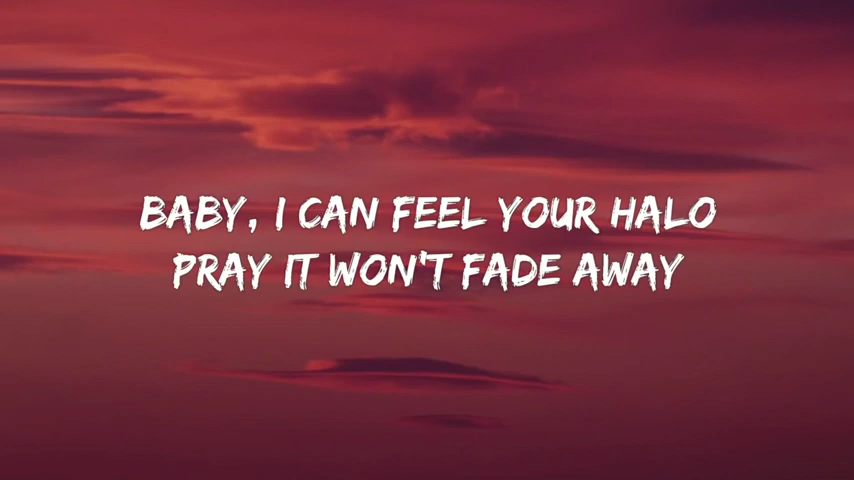 BABY, I CAN FEEL YOUR HALO
PRAY IT WON'T FADE AWAY